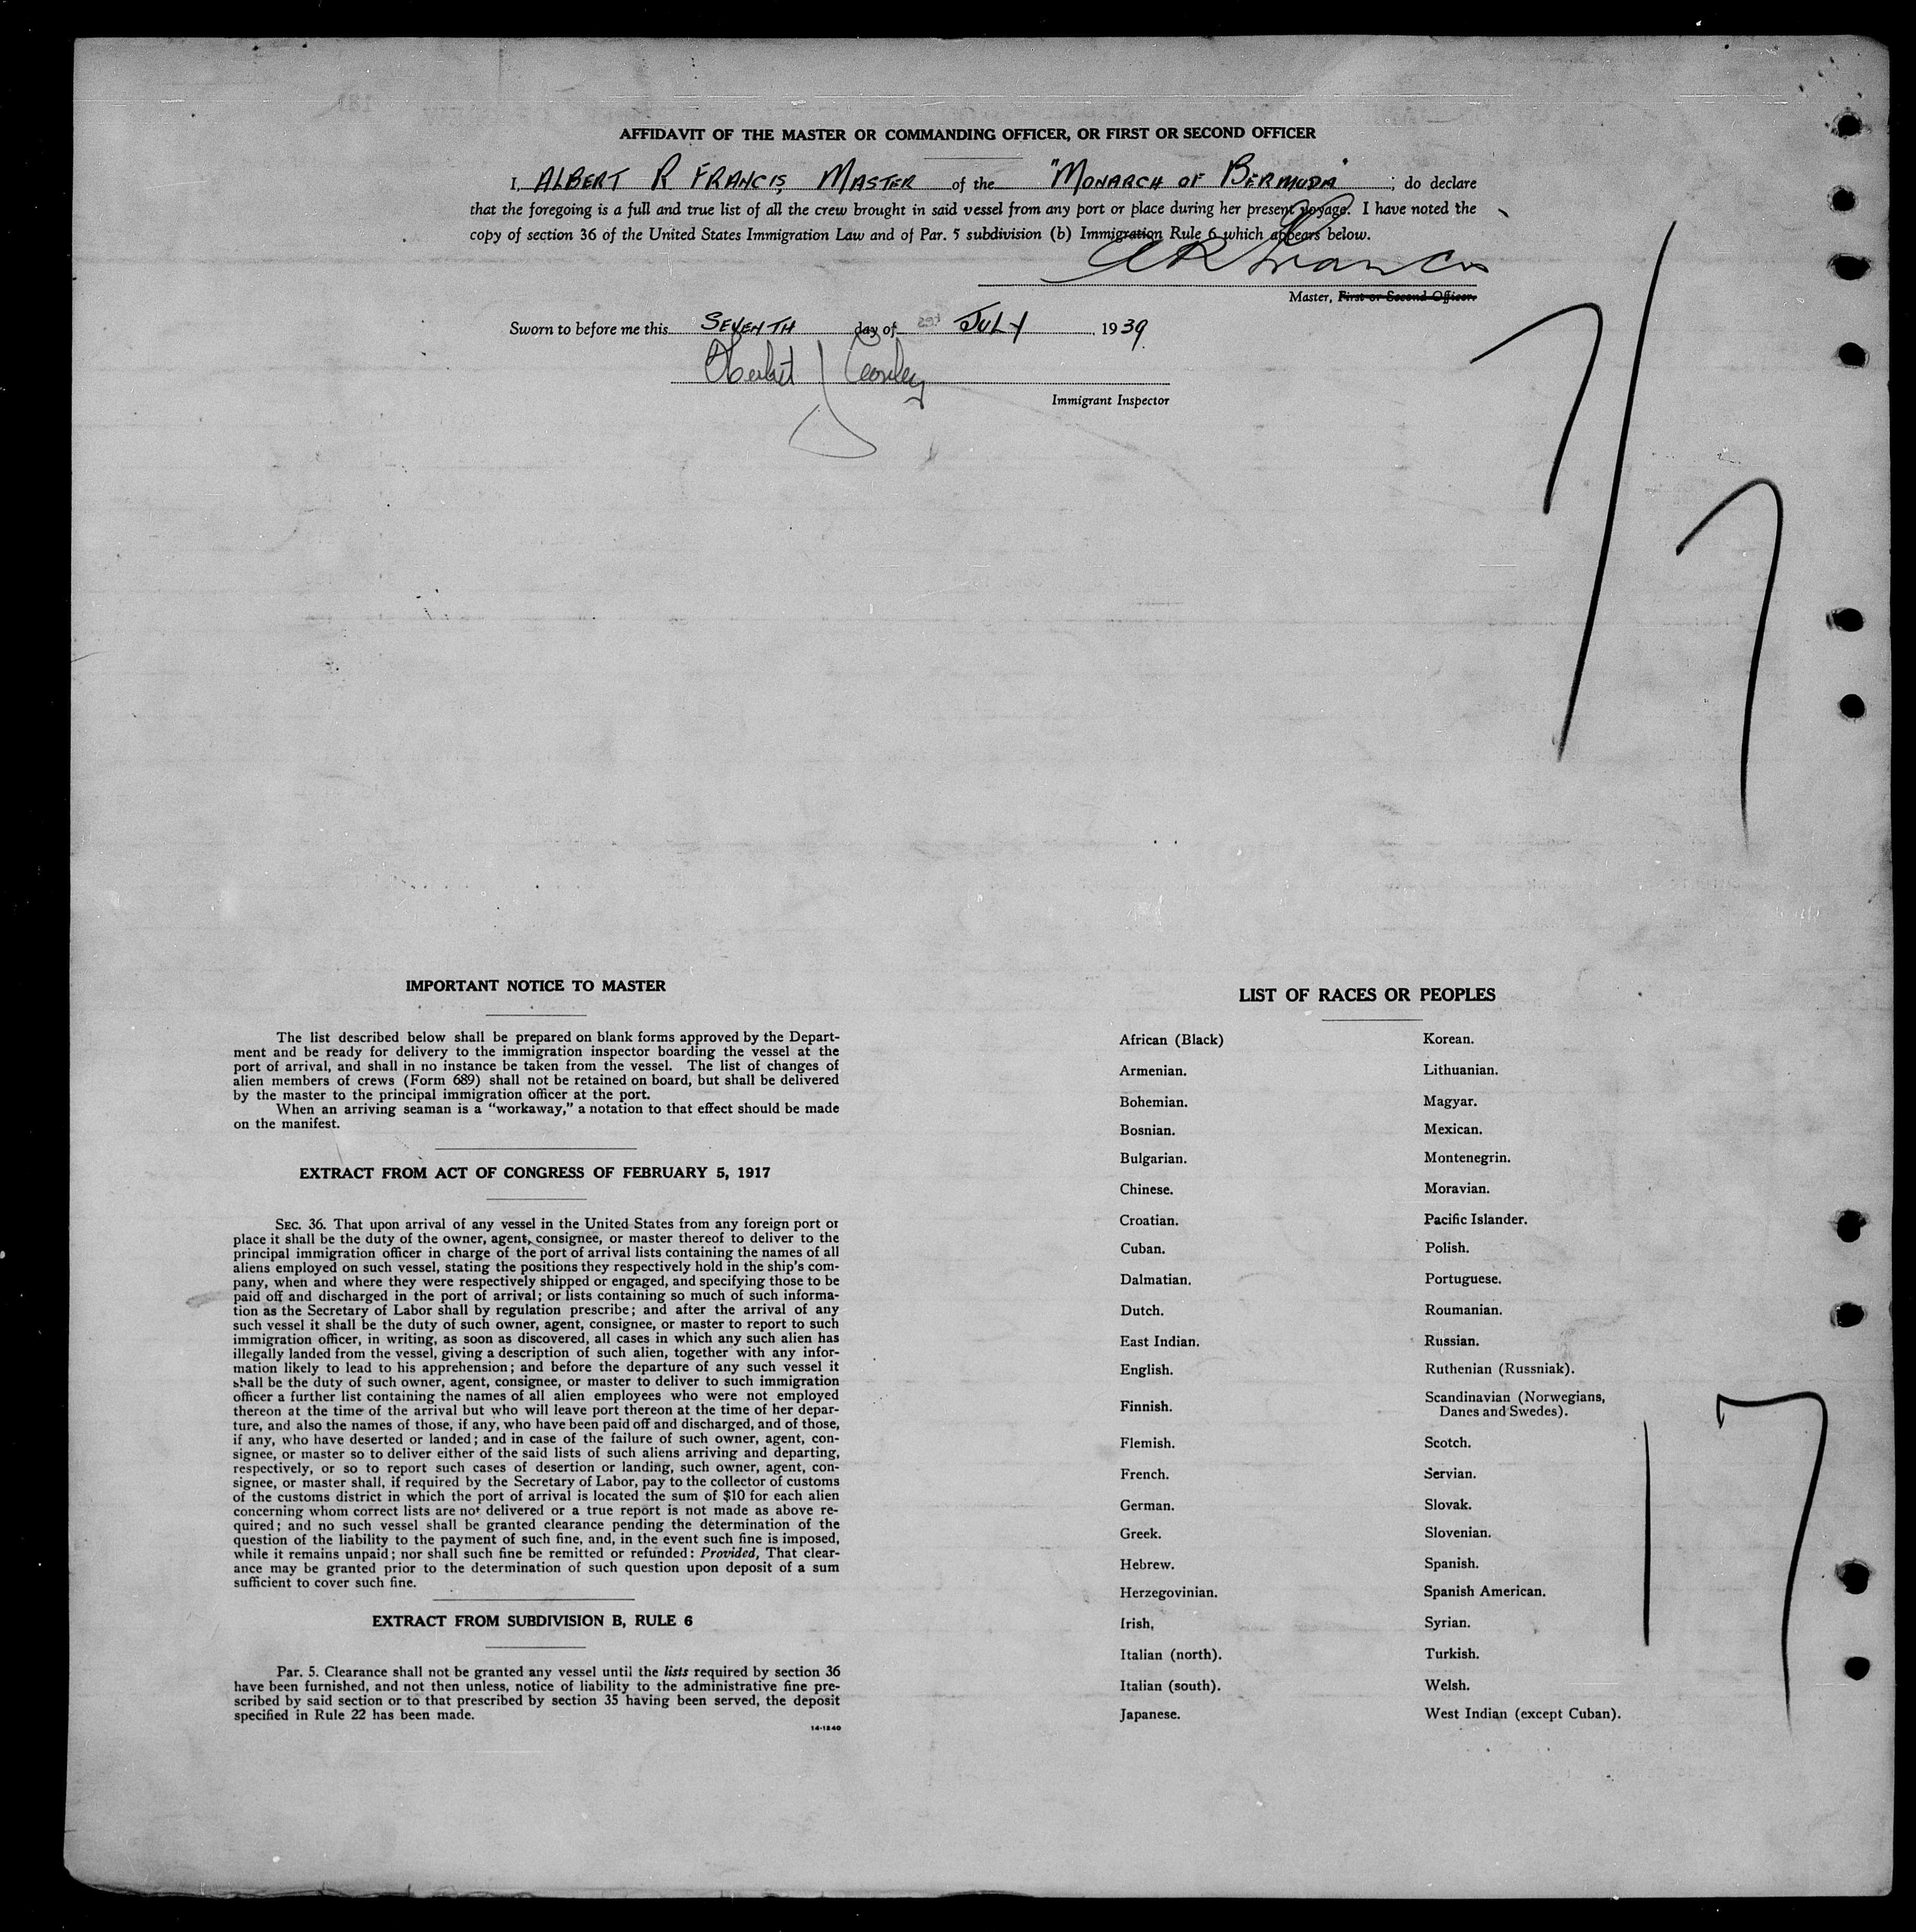 AFFIDAVIT OF THE MASTER OR COMMANDING OFFICER, OR FIRST OR SECOND OFFICER
I, ALBERT R FRANCIS, MASTER of the "MONARCH OF BERMUDA"; do declare
that the foregoing is a full and true list of all the crew brought in said vessel from any port or place during her present voyage. I have noted the
copy of section 36 of the United States Immigration Law and of Par. 5 subdivision (b) Immigration Rule 6 which appears below.
A R Francis
Master, First or Second Officer.
Sworn to before me this SEVENTH day of JULY, 1939.
Immigrant Inspector
7/7
IMPORTANT NOTICE TO MASTER
The list described below shall be prepared on blank forms approved by the Depart-
ment and be ready for delivery to the immigration inspector boarding the vessel at the
port of arrival, and shall in no instance be taken from the vessel. The list of changes of
alien members of crews (Form 689) shall not be retained on board, but shall be delivered
by the master to the principal immigration officer at the port.
When an arriving seaman is a "workaway," a notation to that effect should be made
on the manifest.
EXTRACT FROM ACT OF CONGRESS OF FEBRUARY 5, 1917
SEC. 36. That upon arrival of any vessel in the United States from any foreign port or
place it shall be the duty of the owner, agent, consignee, or master thereof to deliver to the
principal immigration officer in charge of the port of arrival lists containing the names of all
aliens employed on such vessel, stating the positions they respectively hold in the ship's com-
pany, when and where they were respectively shipped or engaged, and specifying those to be
paid off and discharged in the port of arrival; or lists containing so much of such informa-
tion as the Secretary of Labor shall by regulation prescribe; and after the arrival of any
such vessel it shall be the duty of such owner, agent, consignee, or master to report to such
immigration officer, in writing, as soon as discovered, all cases in which any such alien has
illegally landed from the vessel, giving a description of such alien, together with any infor-
mation likely to lead to his apprehension; and before the departure of any such vessel it
shall be the duty of such owner, agent, consignee, or master to deliver to such immigration
officer a further list containing the names of all alien employees who were not employed
thereon at the time of the arrival but who will leave port thereon at the time of her depar-
ture, and also the names of those, if any, who have been paid off and discharged, and of those,
if any, who have deserted or landed; and in case of the failure of such owner, agent, con-
signee, or master so to deliver either of the said lists of such aliens arriving and departing,
respectively, or so to report such cases of desertion or landing, such owner, agent, con-
signee, or master shall, if required by the Secretary of Labor, pay to the collector of customs
of the customs district in which the port of arrival is located the sum of $10 for each alien
concerning whom correct lists are not delivered or a true report is not made as above re-
quired; and no such vessel shall be granted clearance pending the determination of the
question of the liability to the payment of such fine, and, in the event such fine is imposed,
while it remains unpaid; nor shall such fine be remitted or refunded: Provided, That clear-
ance may be granted prior to the determination of such question upon deposit of a sum
sufficient to cover such fine.
EXTRACT FROM SUBDIVISION B, RULE 6
Par. 5. Clearance shall not be granted any vessel until the lists required by section 36
have been furnished, and not then unless, notice of liability to the administrative fine pre-
scribed by said section or to that prescribed by section 35 having been served, the deposit
specified in Rule 22 has been made.
14-1240
LIST OF RACES OR PEOPLES
African (Black)
Armenian.
Bohemian.
Bosnian.
Bulgarian.
Chinese.
Croatian.
Cuban.
Dalmatian.
Dutch.
East Indian.
English.
Finnish.
Flemish.
French.
German.
Greek.
Hebrew.
Herzegovinian.
Irish,
Italian (north).
Italian (south).
Japanese.
Korean.
Lithuanian.
Magyar.
Mexican.
Montenegrin.
Moravian.
Pacific Islander.
Polish.
Portuguese.
Roumanian.
Russian.
Ruthenian (Russniak).
Scandinavian (Norwegians,
Danes and Swedes).
Scotch.
Servian.
Slovak.
Slovenian.
Spanish.
Spanish American.
Syrian.
Turkish.
Welsh.
West Indian (except Cuban).
17